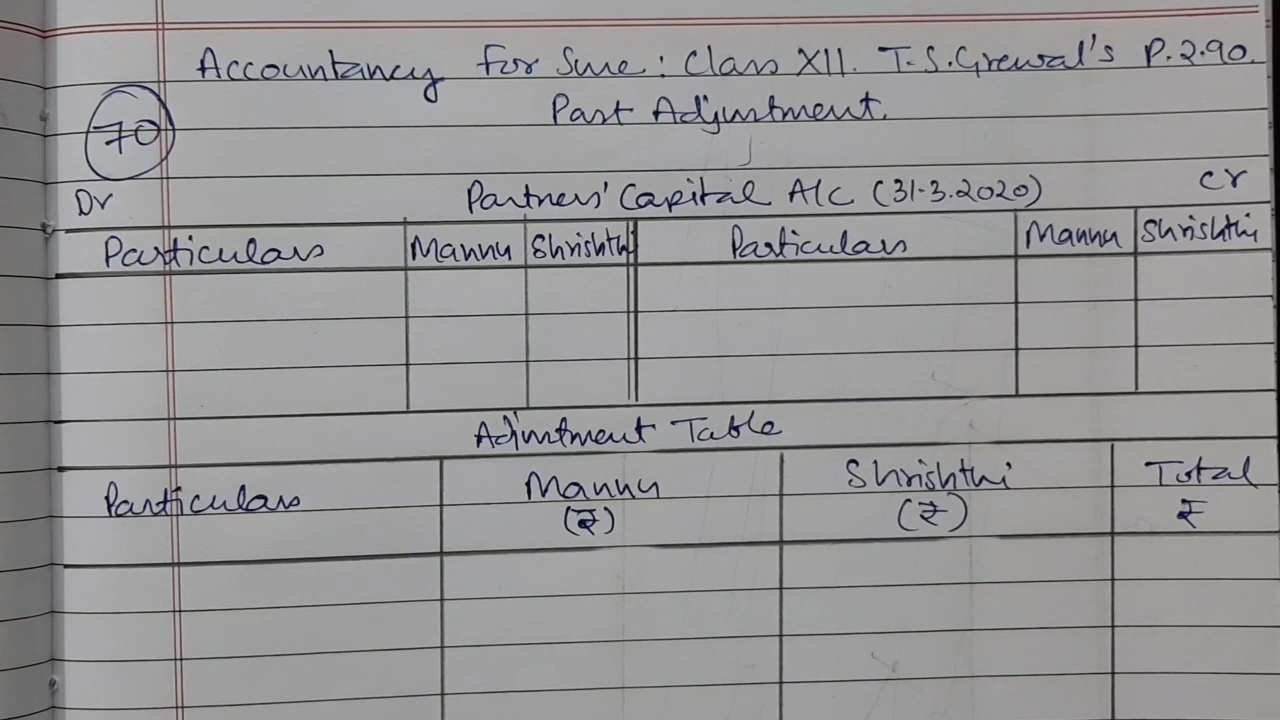 Accountancy For Sure: Class XII. T.S.Grewal's P.2.90.
Past Adjustment.
70
Dr Partners' Capital A/C (31.3.2020) Cr
Particulars Mannu Shrishthi Particulars Mannu Shrishthi
Adjustment Table
Particulars Mannu Shrishthi Total
(₹) (₹) ₹